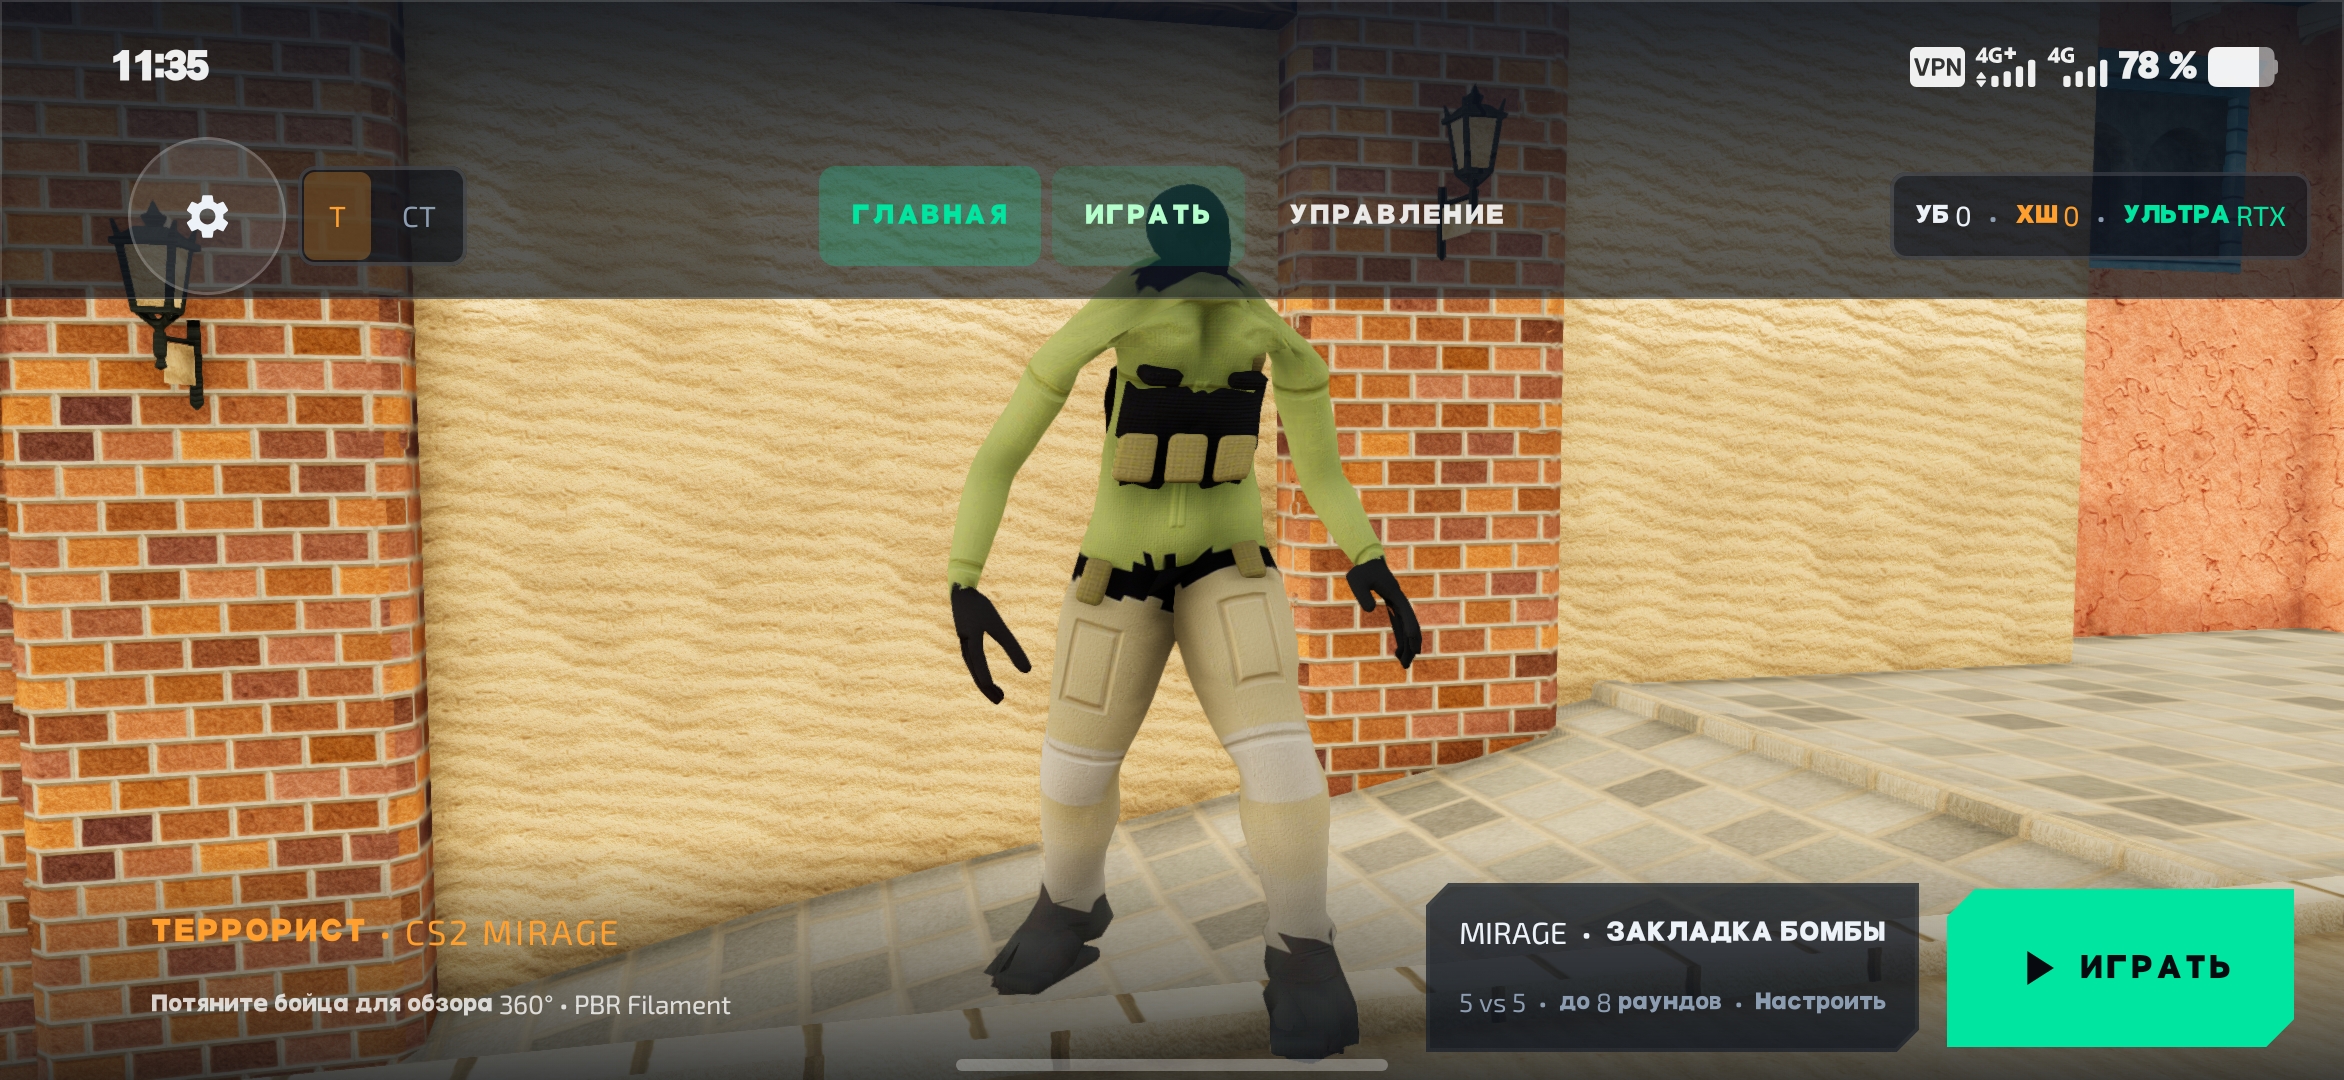 11:35
VPN 4G+ 4G 78 %
T CT
ГЛАВНАЯ ИГРАТЬ УПРАВЛЕНИЕ
УБ 0 · ХШ 0 · УЛЬТРА RTX
ТЕРРОРИСТ · CS2 MIRAGE
Потяните бойца для обзора 360° • PBR Filament
MIRAGE · ЗАКЛАДКА БОМБЫ
5 vs 5 · до 8 раундов · Настроить
ИГРАТЬ